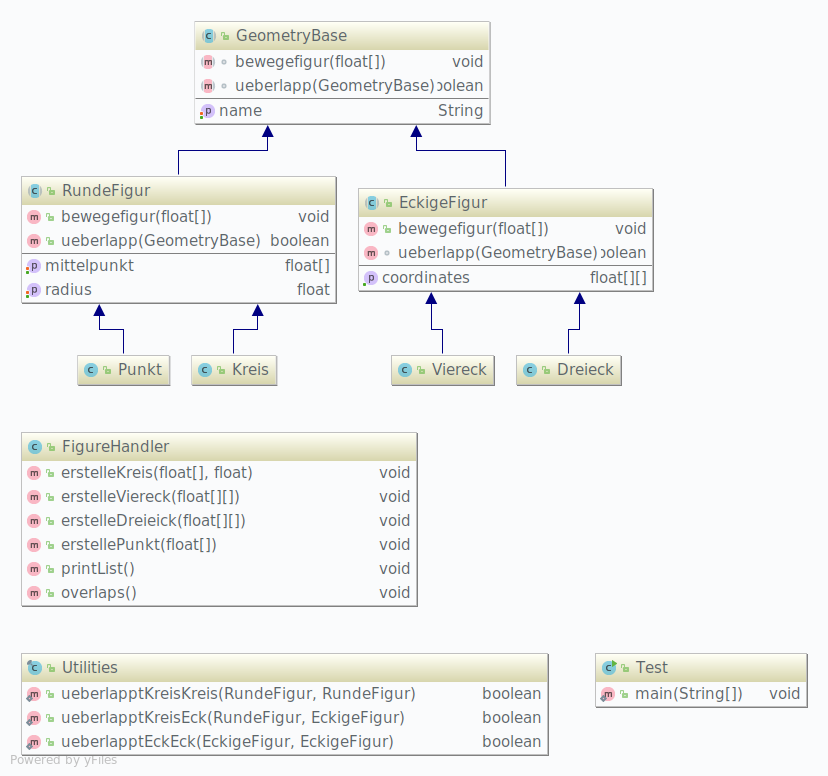 GeometryBase
bewegefigur(float[]) void
ueberlapp(GeometryBase) boolean
name String
RundeFigur
bewegefigur(float[]) void
ueberlapp(GeometryBase) boolean
mittelpunkt float[]
radius float
EckigeFigur
bewegefigur(float[]) void
ueberlapp(GeometryBase) boolean
coordinates float[][]
Punkt
Kreis
Viereck
Dreieck
FigureHandler
erstelleKreis(float[], float) void
erstelleViereck(float[][]) void
erstelleDreieick(float[][]) void
erstellePunkt(float[]) void
printList() void
overlaps() void
Utilities
ueberlapptKreisKreis(RundeFigur, RundeFigur) boolean
ueberlapptKreisEck(RundeFigur, EckigeFigur) boolean
ueberlapptEckEck(EckigeFigur, EckigeFigur) boolean
Test
main(String[]) void
Powered by yFiles